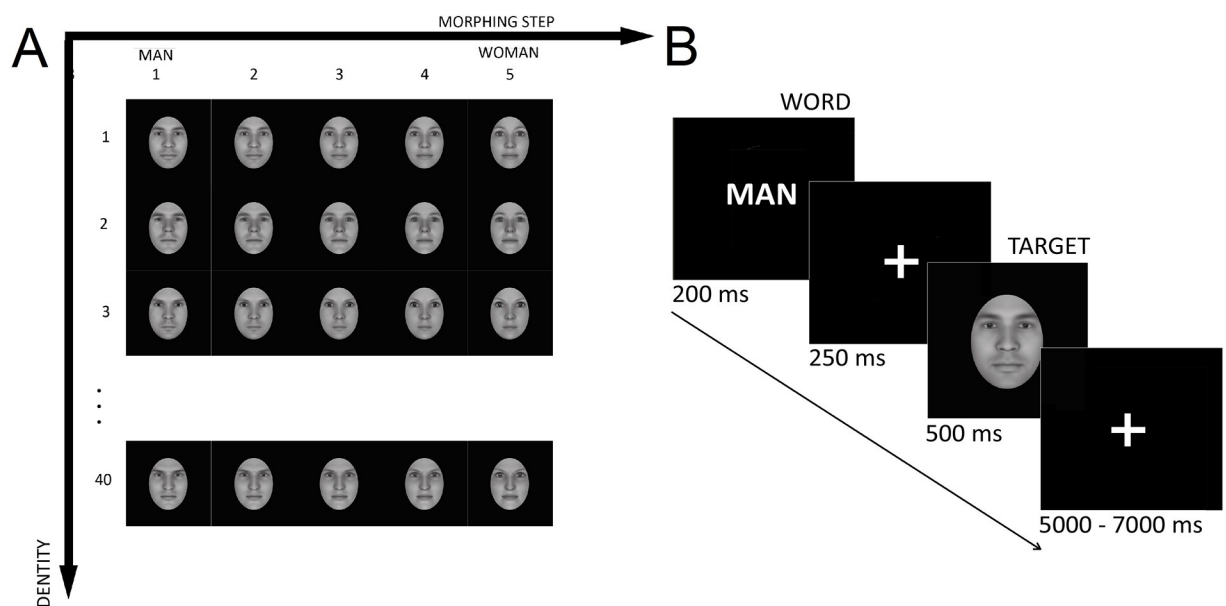 A
MORPHING STEP
MAN
WOMAN
1 2 3 4 5
1
2
3
40
DENTITY
B
WORD
MAN
200 ms
250 ms
TARGET
500 ms
5000 - 7000 ms